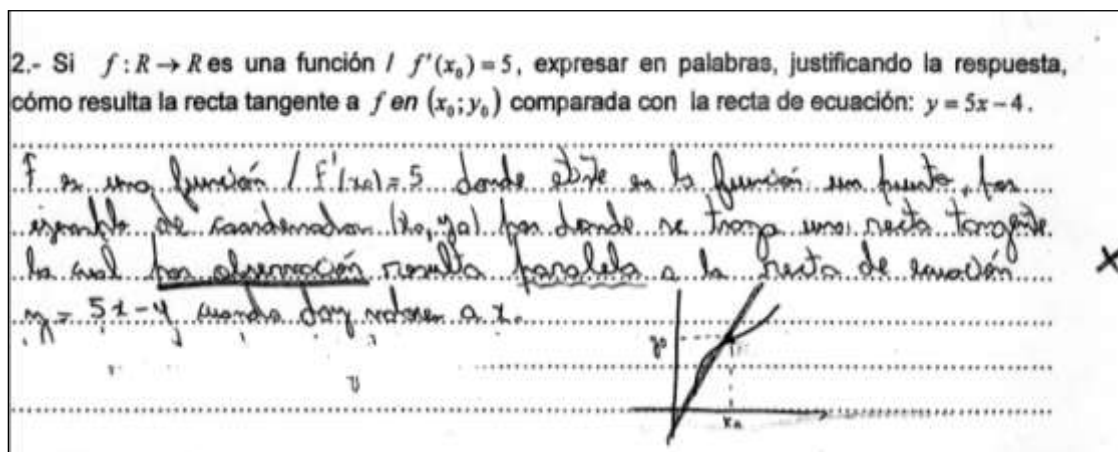 2.- Si f : R → R es una función / f'(x₀) = 5, expresar en palabras, justificando la respuesta,
cómo resulta la recta tangente a f en (x₀; y₀) comparada con la recta de ecuación: y = 5x – 4.
f es una función / f'(x₀) = 5 donde existe en la función un punto, por
ejemplo de coordenadas (x₀, y₀) por donde se traza una recta tangente
la cual por observación resulta paralela a la recta de ecuación
y = 5x - 4 cuando doy valores a x.
y₀
x₀